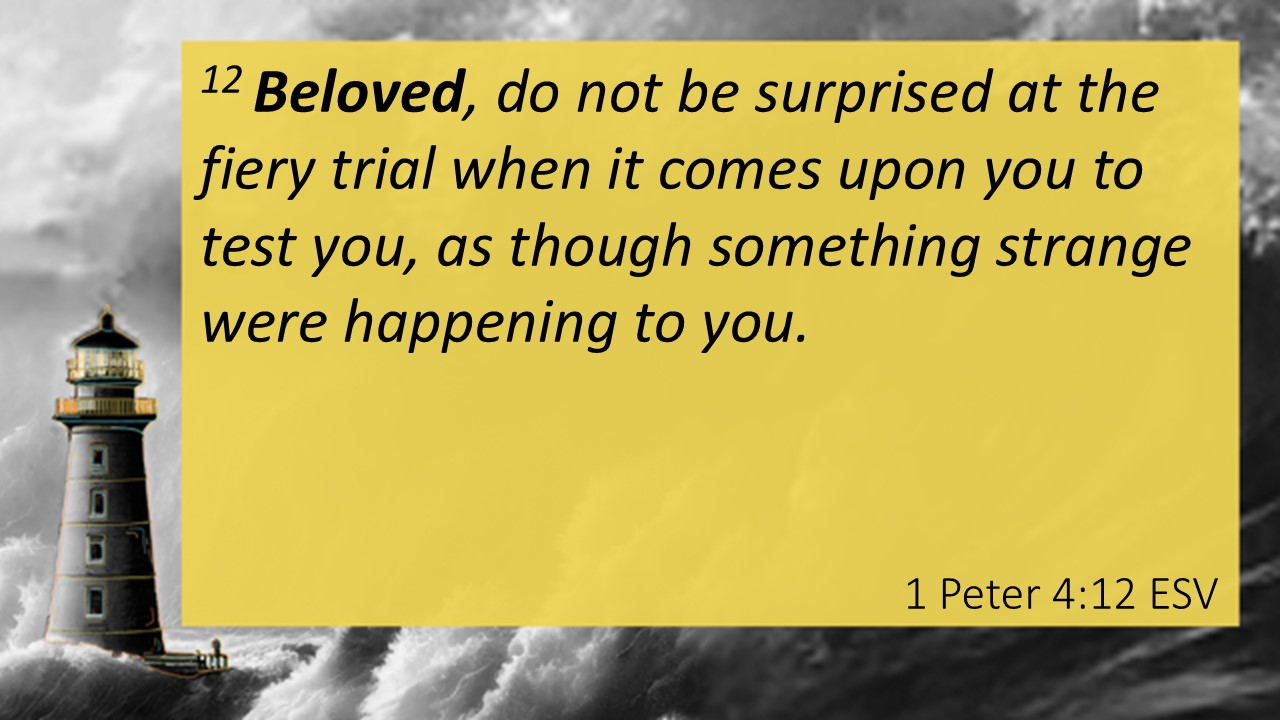 12 Beloved, do not be surprised at the
fiery trial when it comes upon you to
test you, as though something strange
were happening to you.
1 Peter 4:12 ESV